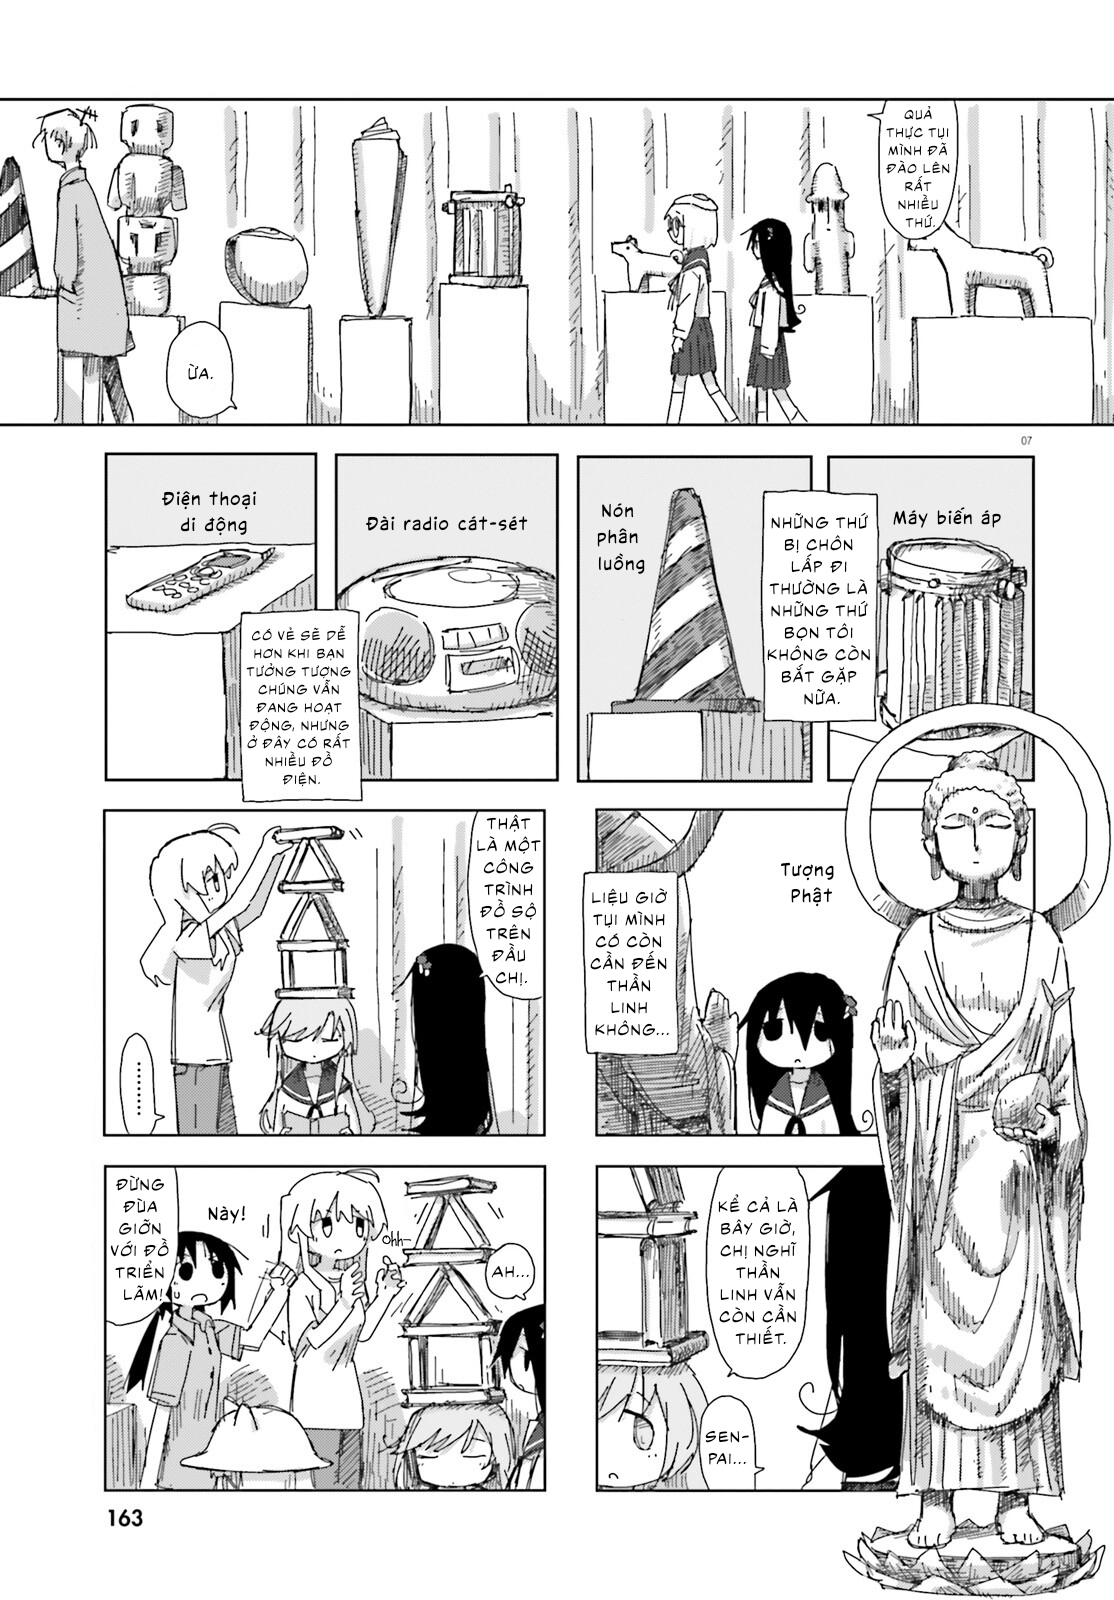 QUẢ
THỰC TỤI
MÌNH ĐÃ
ĐÀO LÊN
RẤT
NHIỀU
THỨ.
ỪA.
07
Máy biến áp
NHỮNG THỨ
BỊ CHÔN
LẤP ĐI
THƯỜNG LÀ
NHỮNG THỨ
BỌN TÔI
KHÔNG CÒN
BẮT GẶP
NỮA.
Nón
phân
luồng
Đài radio cát-sét
Điện thoại
di động
CÓ VẺ SẼ DỄ
HƠN KHI BẠN
TƯỞNG TƯỢNG
CHÚNG VẪN
ĐANG HOẠT
ĐỘNG, NHƯNG
Ở ĐÂY CÓ RẤT
NHIỀU ĐỒ
ĐIỆN.
Tượng
Phật
LIỆU GIỜ
TỤI MÌNH
CÓ CÒN
CẦN ĐẾN
THẦN
LINH
KHÔNG...
THẬT
LÀ MỘT
CÔNG
TRÌNH
ĐỒ SỘ
TRÊN
ĐẦU
CHỊ.
.........
KỂ CẢ LÀ
BÂY GIỜ,
CHỊ NGHĨ
THẦN
LINH VẪN
CÒN CẦN
THIẾT.
SEN-
PAI...
AH...
Ohh-
Này!
ĐỪNG
ĐÙA
GIỠN
VỚI ĐỒ
TRIỂN
LÃM!
163